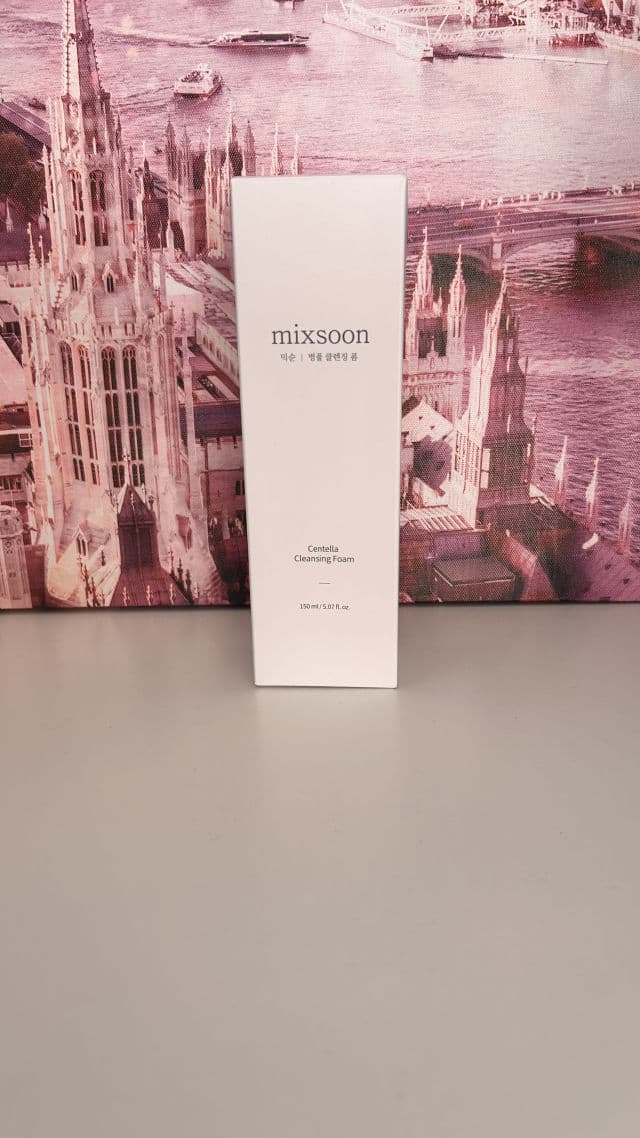 mixsoon
믹순 | 병풀 클렌징 폼
Centella
Cleansing Foam
150 ml / 5.07 fl. oz.